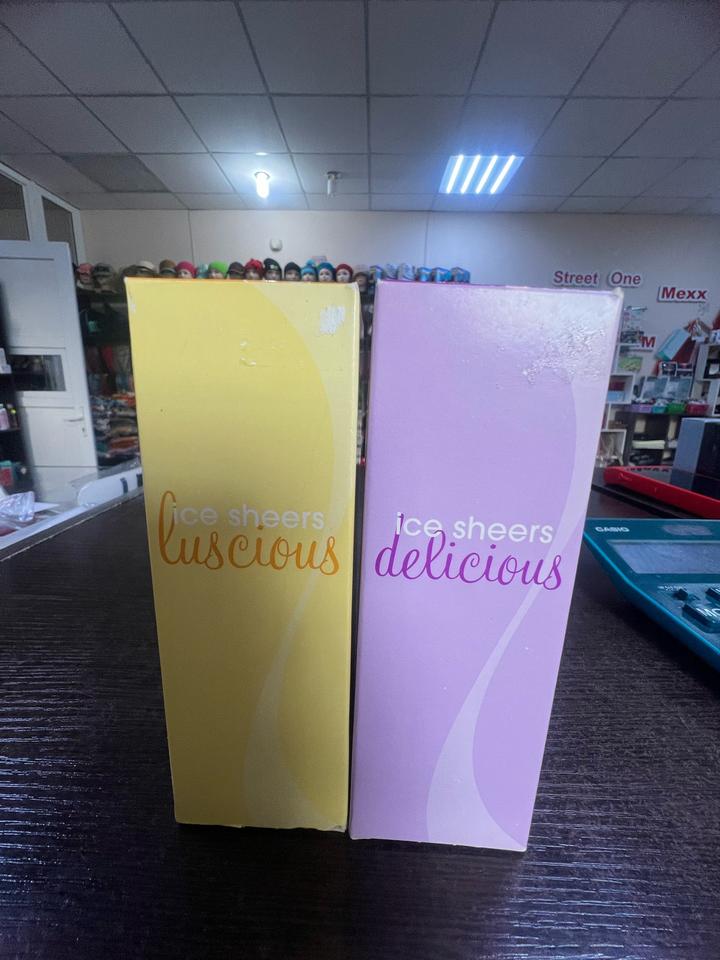 Street One
Mexx
ice sheers
luscious
ice sheers
delicious
CASIO